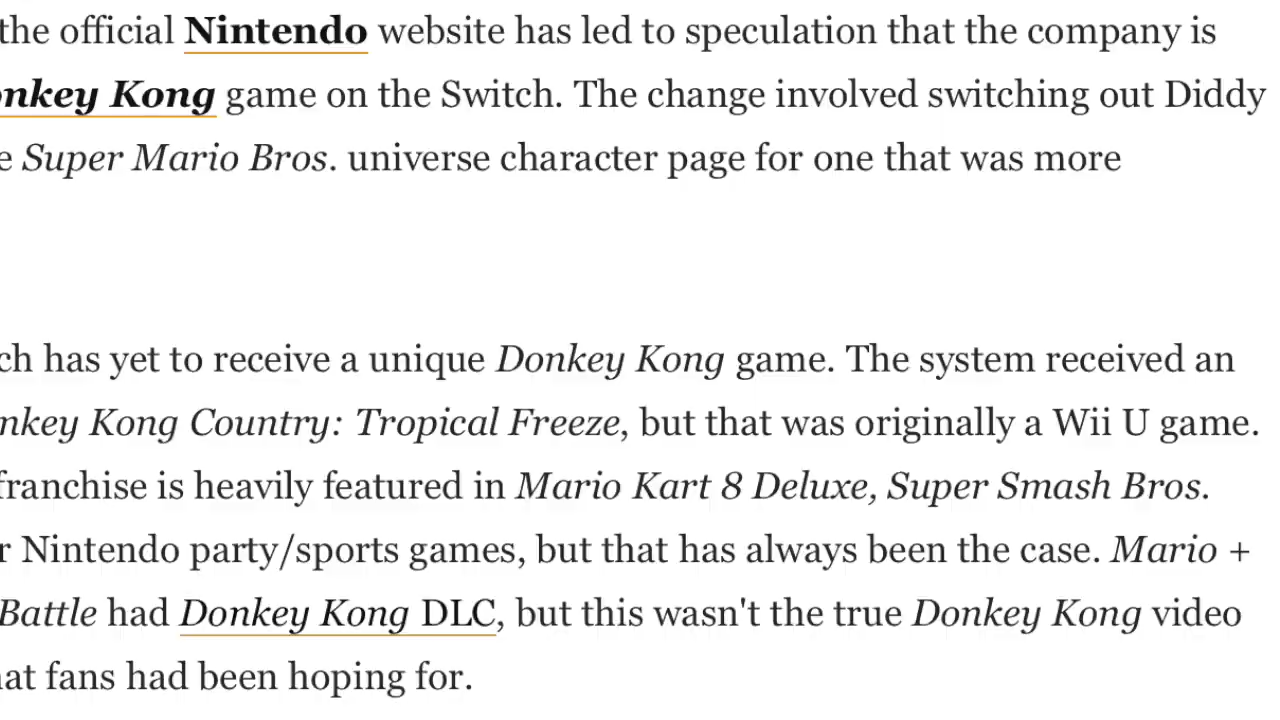 the official Nintendo website has led to speculation that the company is
nkey Kong game on the Switch. The change involved switching out Diddy
e Super Mario Bros. universe character page for one that was more
ch has yet to receive a unique Donkey Kong game. The system received an
nkey Kong Country: Tropical Freeze, but that was originally a Wii U game.
franchise is heavily featured in Mario Kart 8 Deluxe, Super Smash Bros.
r Nintendo party/sports games, but that has always been the case. Mario +
Battle had Donkey Kong DLC, but this wasn't the true Donkey Kong video
at fans had been hoping for.